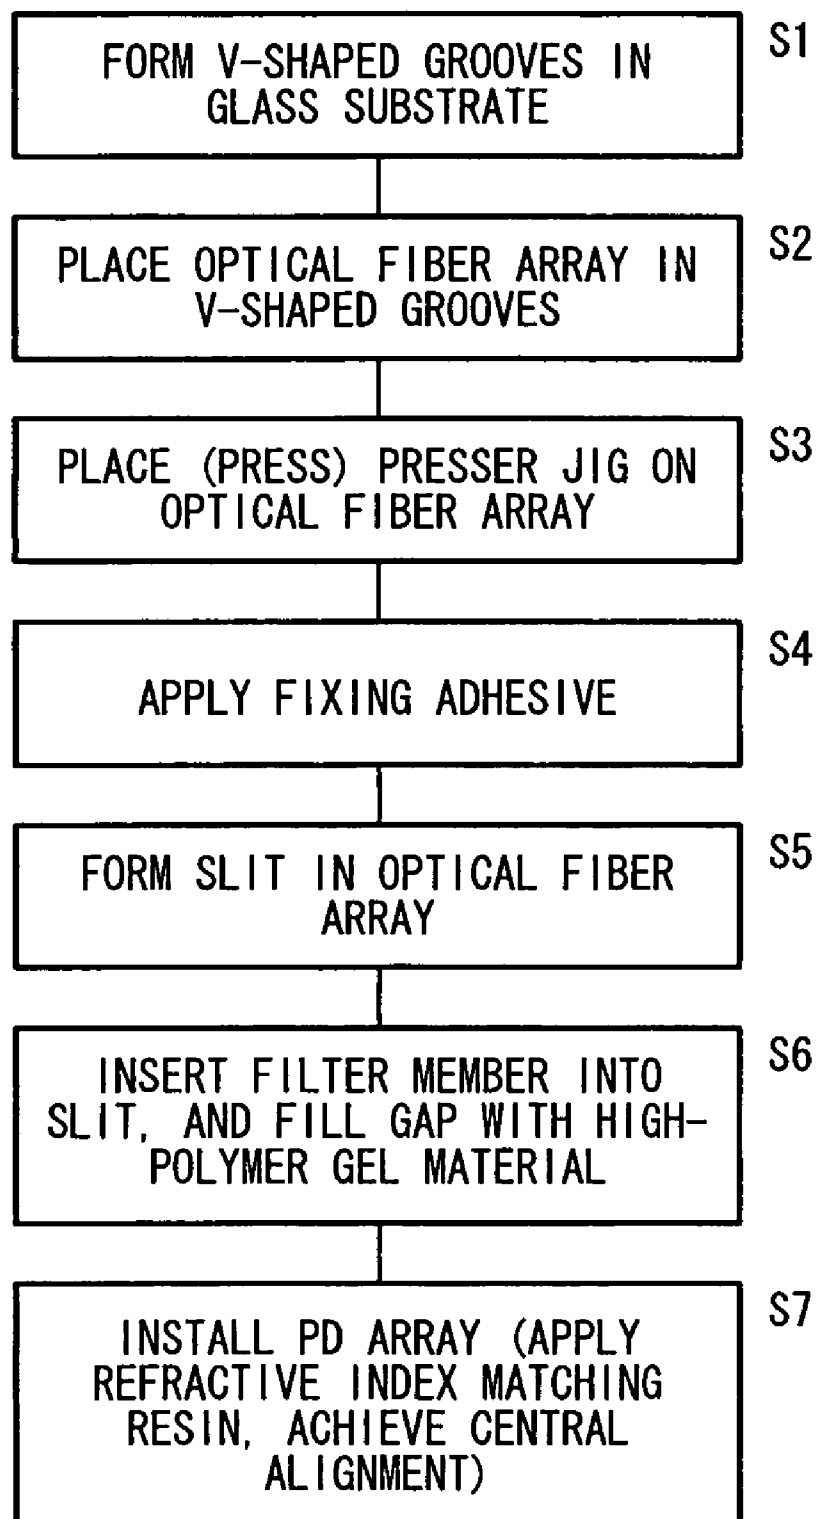 S1
FORM V-SHAPED GROOVES IN
GLASS SUBSTRATE
S2
PLACE OPTICAL FIBER ARRAY IN
V-SHAPED GROOVES
S3
PLACE (PRESS) PRESSER JIG ON
OPTICAL FIBER ARRAY
S4
APPLY FIXING ADHESIVE
S5
FORM SLIT IN OPTICAL FIBER
ARRAY
S6
INSERT FILTER MEMBER INTO
SLIT, AND FILL GAP WITH HIGH-
POLYMER GEL MATERIAL
S7
INSTALL PD ARRAY (APPLY
REFRACTIVE INDEX MATCHING
RESIN, ACHIEVE CENTRAL
ALIGNMENT)